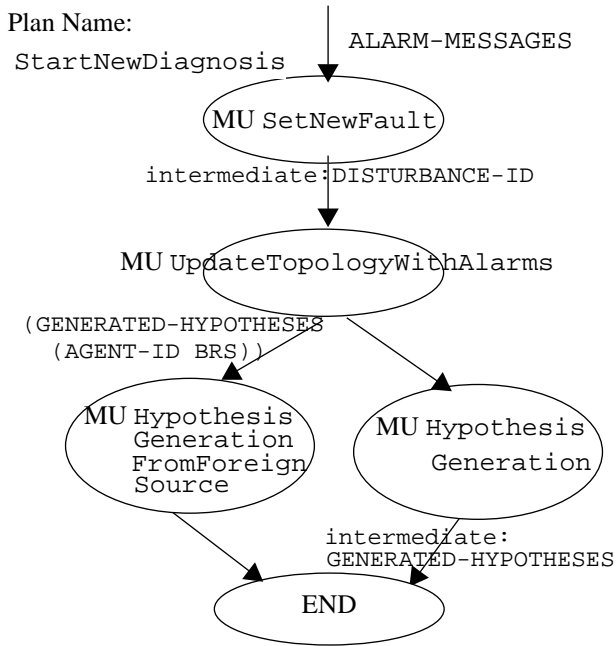 Plan Name:
StartNewDiagnosis
ALARM-MESSAGES
MU SetNewFault
intermediate:DISTURBANCE-ID
MU UpdateTopologyWithAlarms
(GENERATED-HYPOTHESES
(AGENT-ID BRS))
MU Hypothesis
Generation
FromForeign
Source
MU Hypothesis
Generation
intermediate:
GENERATED-HYPOTHESES
END